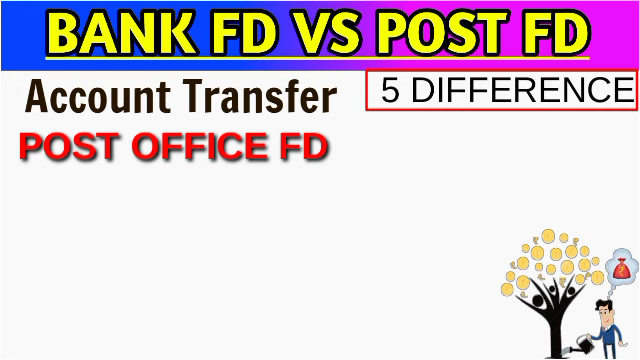 BANK FD VS POST FD
Account Transfer
5 DIFFERENCE
POST OFFICE FD